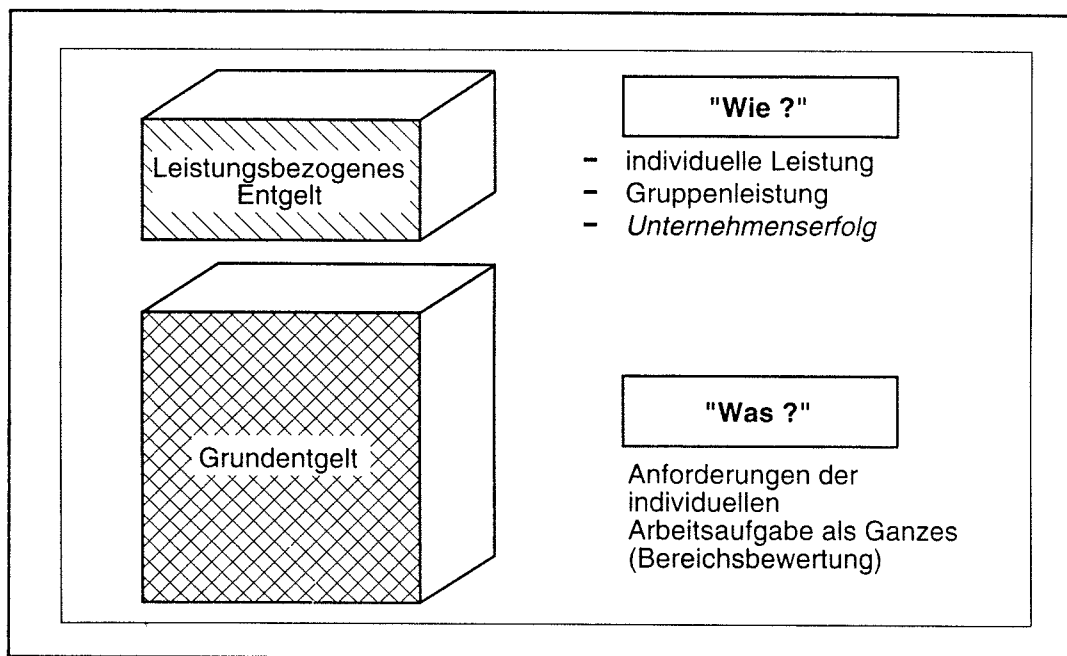 Leistungsbezogenes
Entgelt
"Wie ?"
- individuelle Leistung
- Gruppenleistung
- Unternehmenserfolg
Grundentgelt
"Was ?"
Anforderungen der
individuellen
Arbeitsaufgabe als Ganzes
(Bereichsbewertung)